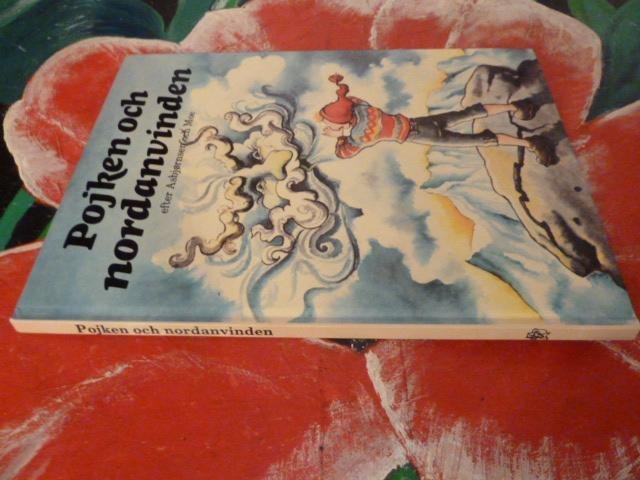 Pojken och
nordanvinden
efter Asbjørnsen och Moe
Pojken och nordanvinden